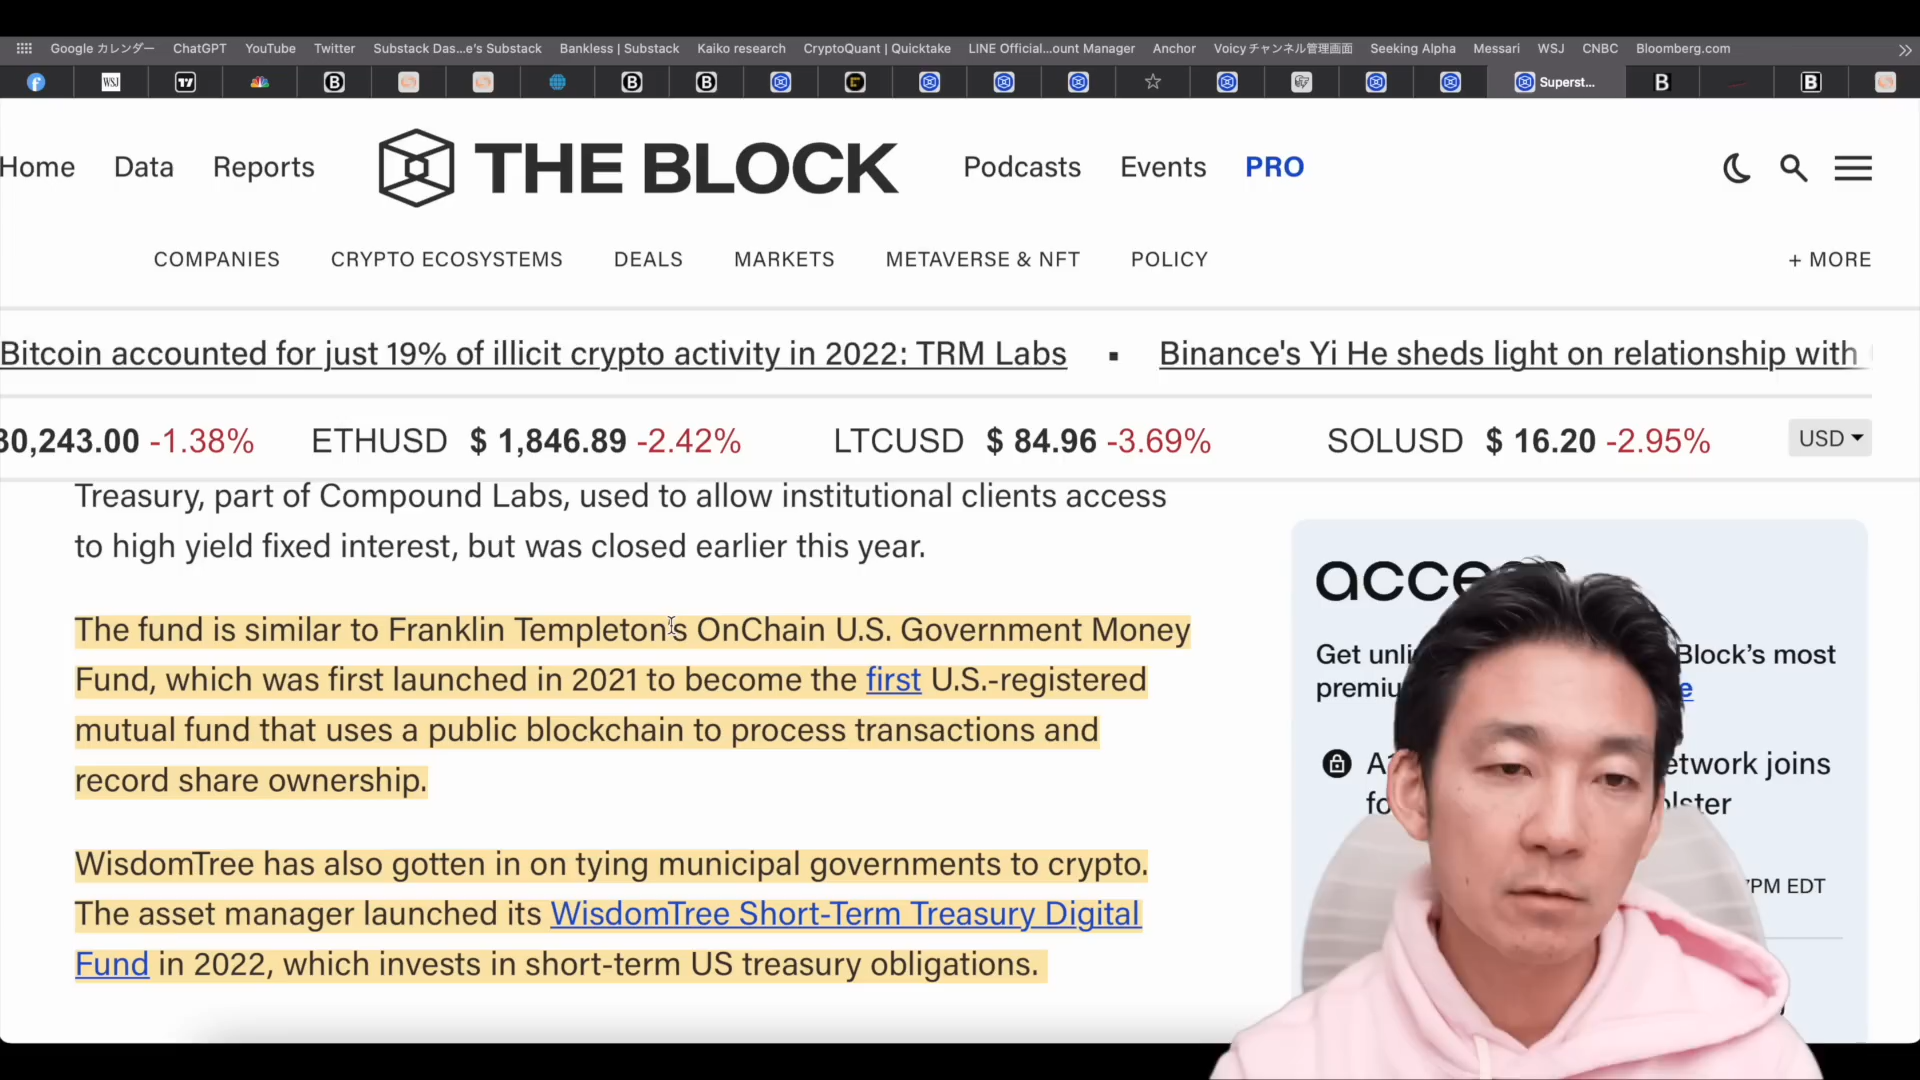 Google カレンダー ChatGPT YouTube Twitter Substack Das...e's Substack Bankless | Substack Kaiko research CryptoQuant | Quicktake LINE Official...ount Manager Anchor Voicy チャンネル管理画面 Seeking Alpha Messari WSJ CNBC Bloomberg.com
WSJ Superst...
Home Data Reports THE BLOCK Podcasts Events PRO
COMPANIES CRYPTO ECOSYSTEMS DEALS MARKETS METAVERSE & NFT POLICY + MORE
Bitcoin accounted for just 19% of illicit crypto activity in 2022: TRM Labs ▪ Binance's Yi He sheds light on relationship with
30,243.00 -1.38% ETHUSD $ 1,846.89 -2.42% LTCUSD $ 84.96 -3.69% SOLUSD $ 16.20 -2.95% USD
Treasury, part of Compound Labs, used to allow institutional clients access
to high yield fixed interest, but was closed earlier this year.
The fund is similar to Franklin Templeton's OnChain U.S. Government Money
Fund, which was first launched in 2021 to become the first U.S.-registered
mutual fund that uses a public blockchain to process transactions and
record share ownership.
WisdomTree has also gotten in on tying municipal governments to crypto.
The asset manager launched its WisdomTree Short-Term Treasury Digital
Fund in 2022, which invests in short-term US treasury obligations.
Get Block's most
etwork joins
PM EDT